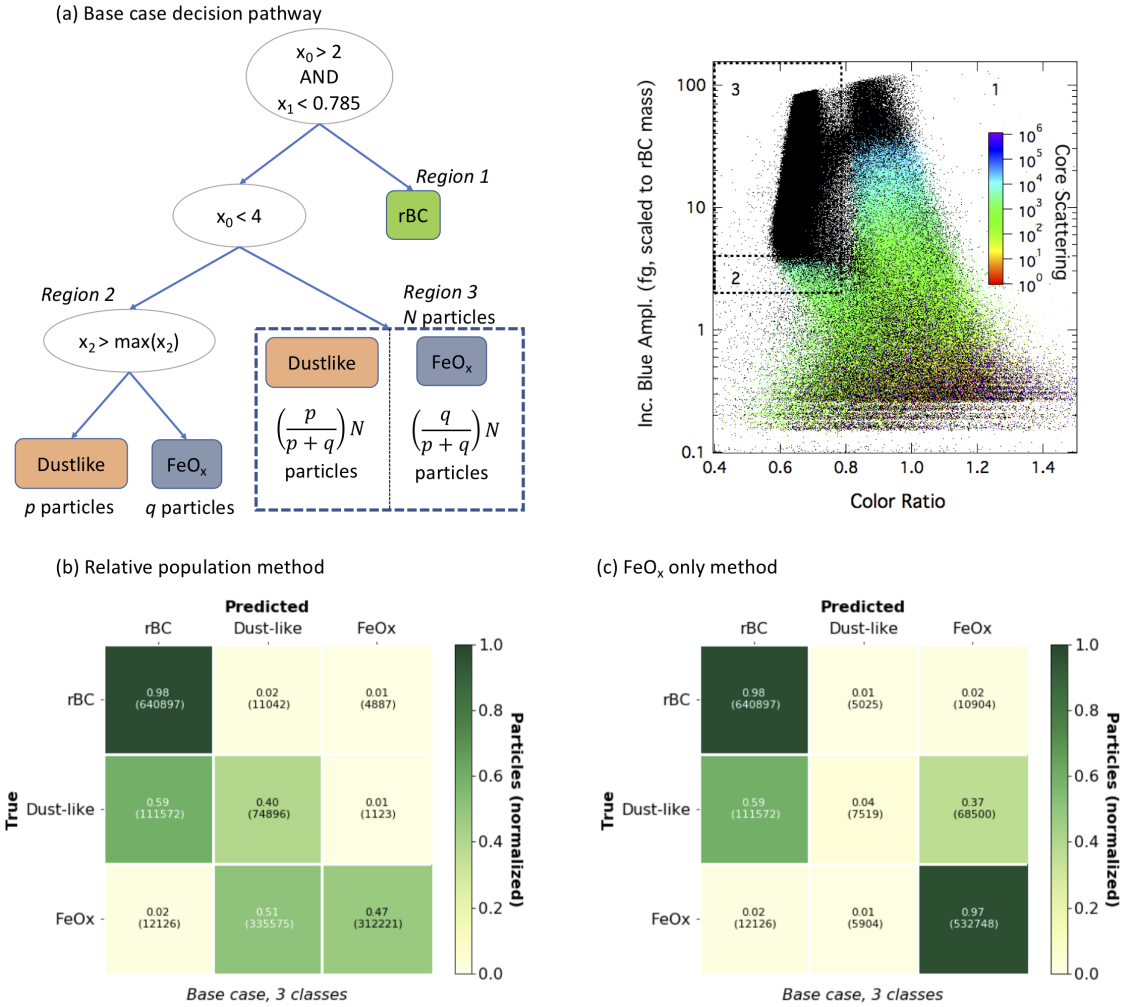 (a) Base case decision pathway
x₀ > 2
AND
x₁ < 0.785
Region 1
rBC
x₀ < 4
Region 2
x₂ > max(x₂)
Region 3
N particles
Dustlike
FeOₓ
(p / (p + q)) N
particles
(q / (p + q)) N
particles
Dustlike
FeOₓ
p particles
q particles
Inc. Blue Ampl. (fg, scaled to rBC mass)
100
10
1
0.1
3
2
1
10⁶
10⁵
10⁴
10³
10²
10¹
10⁰
Core Scattering
0.4 0.6 0.8 1.0 1.2 1.4
Color Ratio
(b) Relative population method
Predicted
rBC Dust-like FeOx
True
rBC
0.98 0.02 0.01
(640897) (11042) (4887)
Dust-like
0.59 0.40 0.01
(111572) (74896) (1123)
FeOx
0.02 0.51 0.47
(12126) (335575) (312221)
1.0
0.8
0.6
0.4
0.2
0.0
Particles (normalized)
Base case, 3 classes
(c) FeOₓ only method
Predicted
rBC Dust-like FeOx
True
rBC
0.98 0.01 0.02
(640897) (5025) (10904)
Dust-like
0.59 0.04 0.37
(111572) (7519) (68500)
FeOx
0.02 0.01 0.97
(12126) (5904) (532748)
1.0
0.8
0.6
0.4
0.2
0.0
Particles (normalized)
Base case, 3 classes